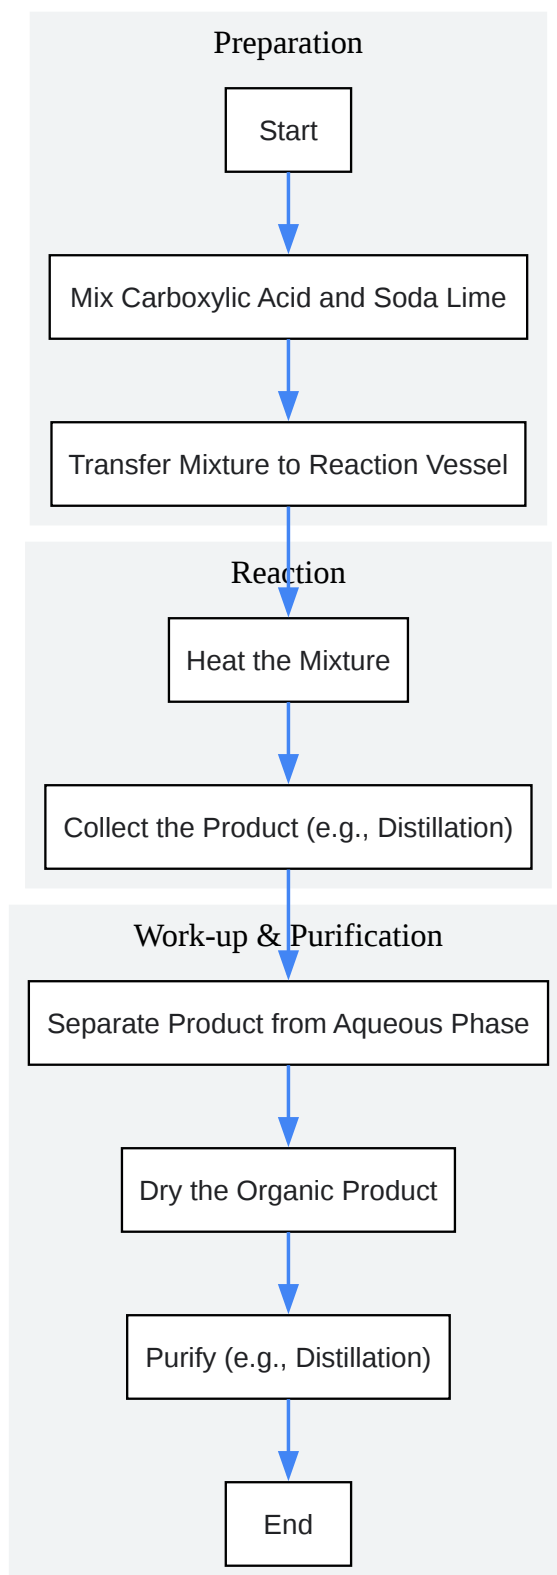 Preparation
Start
Mix Carboxylic Acid and Soda Lime
Transfer Mixture to Reaction Vessel
Reaction
Heat the Mixture
Collect the Product (e.g., Distillation)
Work-up & Purification
Separate Product from Aqueous Phase
Dry the Organic Product
Purify (e.g., Distillation)
End